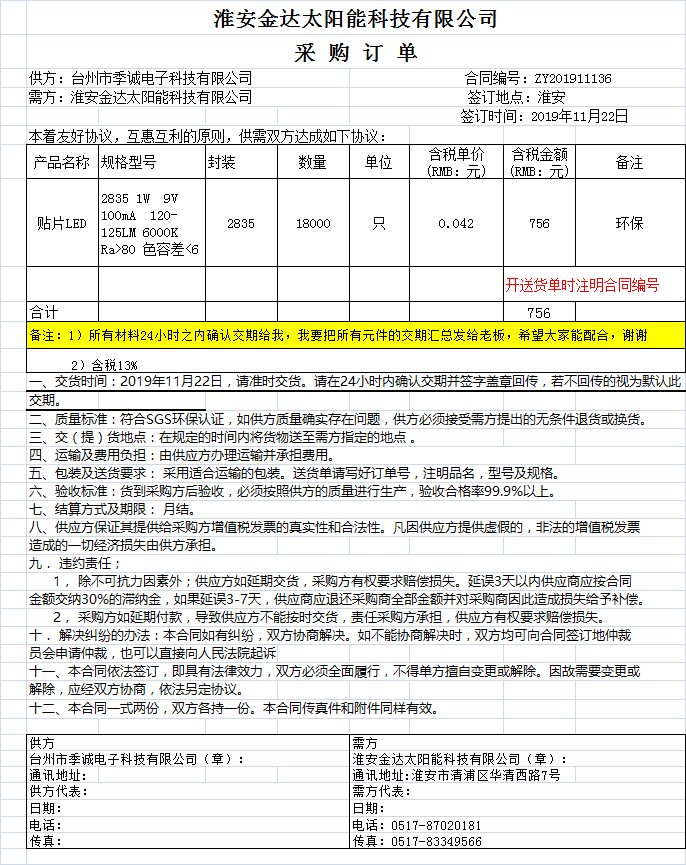 淮安金达太阳能科技有限公司
采 购 订 单
供方：台州市季诚电子科技有限公司 合同编号：ZY201911136
需方：淮安金达太阳能科技有限公司 签订地点：淮安
签订时间：2019年11月22日
本着友好协议，互惠互利的原则，供需双方达成如下协议：
产品名称 规格型号 封装 数量 单位 含税单价(RMB：元) 含税金额(RMB：元) 备注
贴片LED 2835 1W 9V 100mA 120-125LM 6000K Ra>80 色容差<6 2835 18000 只 0.042 756 环保
开送货单时注明合同编号
合计 756
备注：1）所有材料24小时之内确认交期给我，我要把所有元件的交期汇总发给老板，希望大家能配合，谢谢
2）含税13%
一、交货时间：2019年11月22日，请准时交货。请在24小时内确认交期并签字盖章回传，若不回传的视为默认此
交期。
二、质量标准：符合SGS环保认证，如供方质量确实存在问题，供方必须接受需方提出的无条件退货或换货。
三、交（提）货地点：在规定的时间内将货物送至需方指定的地点 。
四、运输及费用负担：由供应方办理运输并承担费用。
五、包装及送货要求： 采用适合运输的包装。送货单请写好订单号，注明品名，型号及规格。
六、验收标准：货到采购方后验收，必须按照供方的质量进行生产，验收合格率99.9%以上。
七、结算方式及期限： 月结。
八、供应方保证其提供给采购方增值税发票的真实性和合法性。凡因供应方提供虚假的，非法的增值税发票
造成的一切经济损失由供方承担。
九 ．违约责任；
1， 除不可抗力因素外；供应方如延期交货，采购方有权要求赔偿损失。延误3天以内供应商应按合同
金额交纳30%的滞纳金，如果延误3-7天，供应商应退还采购商全部金额并对采购商因此造成损失给予补偿。
2， 采购方如延期付款，导致供应方不能按时交货，责任采购方承担，供应方有权要求赔偿损失。
十 ．解决纠纷的办法：本合同如有纠纷，双方协商解决。如不能协商解决时，双方均可向合同签订地仲裁
员会申请仲裁，也可以直接向人民法院起诉
十一、本合同依法签订，即具有法律效力，双方必须全面履行，不得单方擅自变更或解除。因故需要变更或
解除，应经双方协商，依法另定协议。
十二、本合同一式两份，双方各持一份。本合同传真件和附件同样有效。
供方 需方
台州市季诚电子科技有限公司（章）： 淮安金达太阳能科技有限公司（章）：
通讯地址： 通讯地址:淮安市清浦区华清西路7号
供方代表： 需方代表：
日期： 日期：
电话： 电话：0517-87020181
传真： 传真：0517-83349566